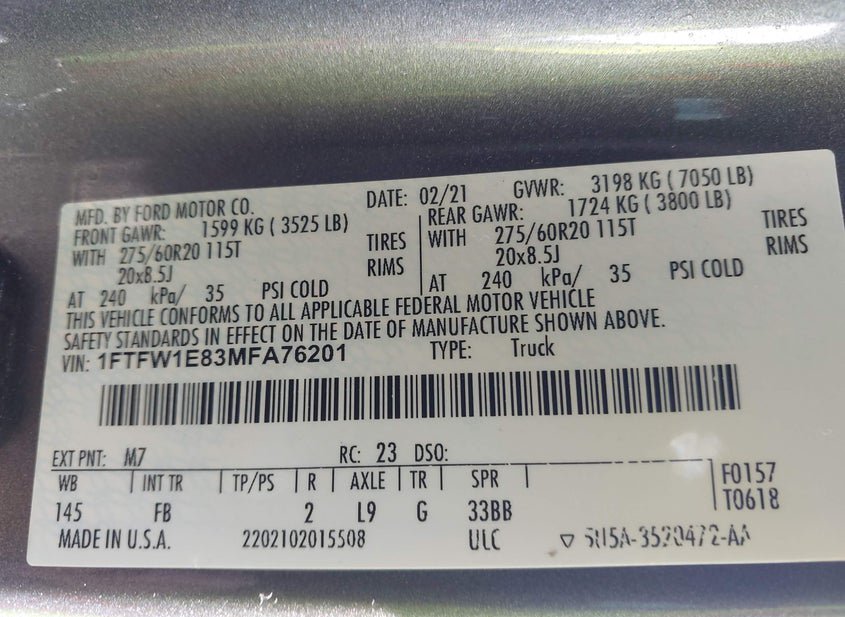 MFD. BY FORD MOTOR CO. DATE: 02/21 GVWR: 3198 KG ( 7050 LB)
FRONT GAWR: 1599 KG ( 3525 LB) REAR GAWR: 1724 KG ( 3800 LB)
WITH 275/60R20 115T TIRES WITH 275/60R20 115T TIRES
20x8.5J RIMS 20x8.5J RIMS
AT 240 kPa/ 35 PSI COLD AT 240 kPa/ 35 PSI COLD
THIS VEHICLE CONFORMS TO ALL APPLICABLE FEDERAL MOTOR VEHICLE
SAFETY STANDARDS IN EFFECT ON THE DATE OF MANUFACTURE SHOWN ABOVE.
VIN: 1FTFW1E83MFA76201 TYPE: Truck
EXT PNT: M7 RC: 23 DSO:
WB INT TR TP/PS R AXLE TR SPR F0157
145 FB 2 L9 G 33BB T0618
MADE IN U.S.A. 2202102015508 ULC